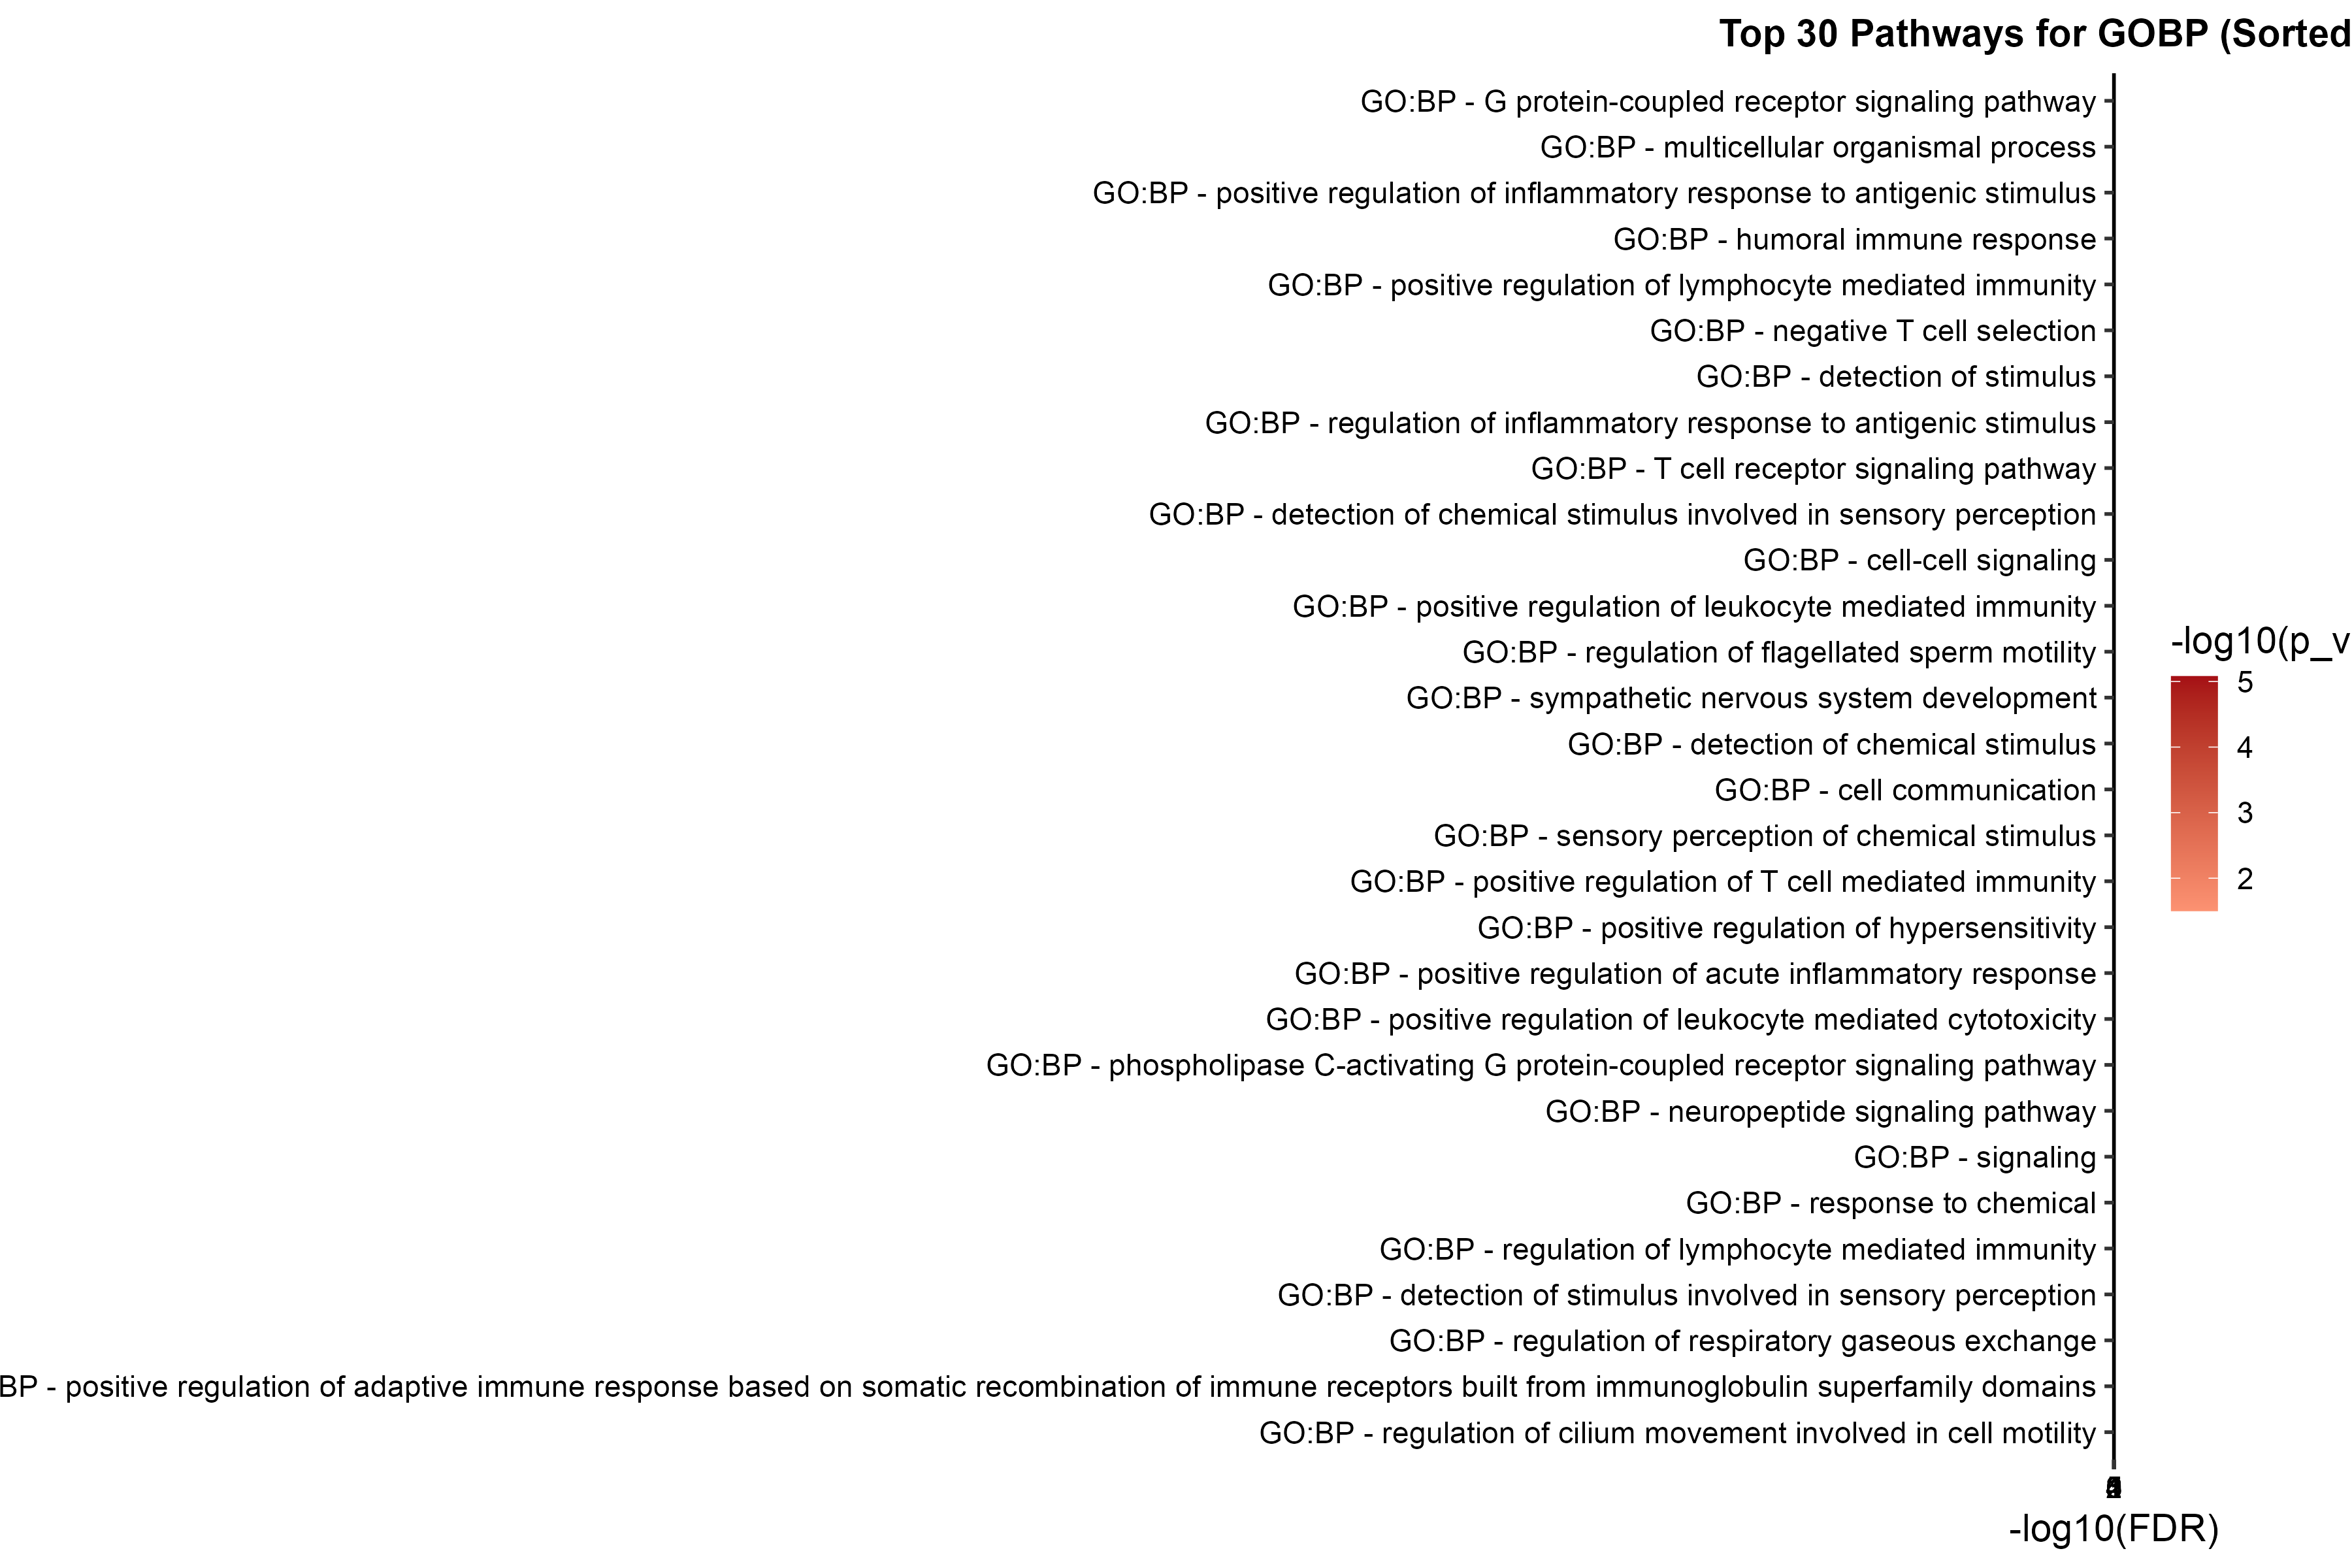 Top 30 Pathways for GOBP (Sorted
GO:BP - G protein-coupled receptor signaling pathway
GO:BP - multicellular organismal process
GO:BP - positive regulation of inflammatory response to antigenic stimulus
GO:BP - humoral immune response
GO:BP - positive regulation of lymphocyte mediated immunity
GO:BP - negative T cell selection
GO:BP - detection of stimulus
GO:BP - regulation of inflammatory response to antigenic stimulus
GO:BP - T cell receptor signaling pathway
GO:BP - detection of chemical stimulus involved in sensory perception
GO:BP - cell-cell signaling
GO:BP - positive regulation of leukocyte mediated immunity
GO:BP - regulation of flagellated sperm motility
GO:BP - sympathetic nervous system development
GO:BP - detection of chemical stimulus
GO:BP - cell communication
GO:BP - sensory perception of chemical stimulus
GO:BP - positive regulation of T cell mediated immunity
GO:BP - positive regulation of hypersensitivity
GO:BP - positive regulation of acute inflammatory response
GO:BP - positive regulation of leukocyte mediated cytotoxicity
GO:BP - phospholipase C-activating G protein-coupled receptor signaling pathway
GO:BP - neuropeptide signaling pathway
GO:BP - signaling
GO:BP - response to chemical
GO:BP - regulation of lymphocyte mediated immunity
GO:BP - detection of stimulus involved in sensory perception
GO:BP - regulation of respiratory gaseous exchange
BP - positive regulation of adaptive immune response based on somatic recombination of immune receptors built from immunoglobulin superfamily domains
GO:BP - regulation of cilium movement involved in cell motility
-log10(FDR)
-log10(p_v
5
4
3
2